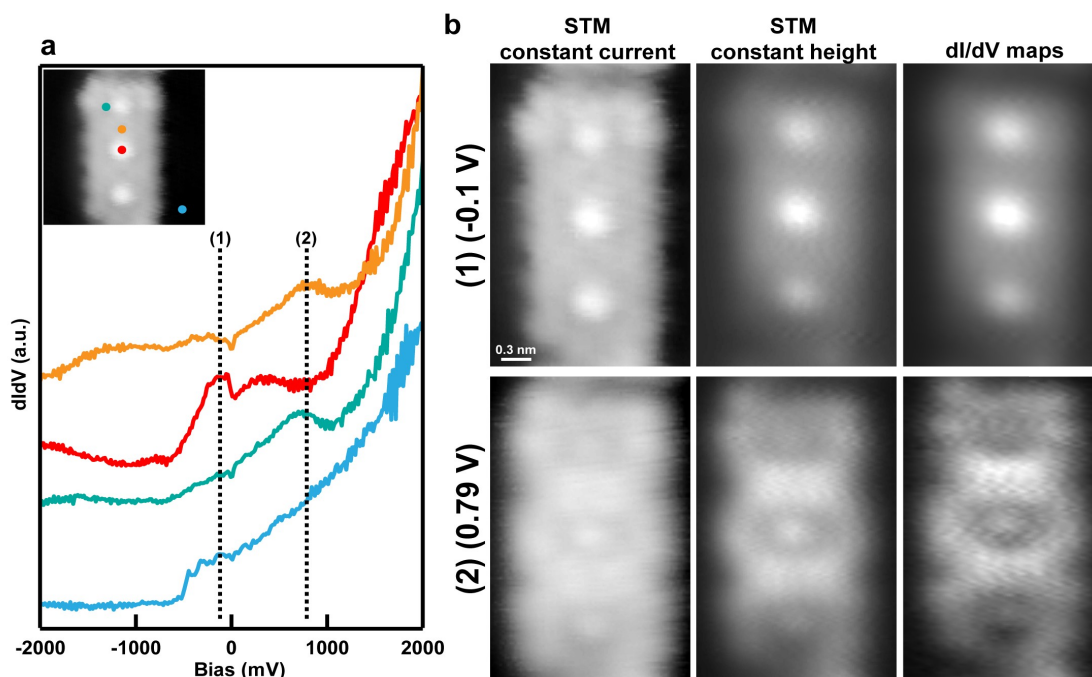 a
(1)
(2)
dIdV (a.u.)
-2000
-1000
0
1000
2000
Bias (mV)
b
STM
constant current
STM
constant height
dI/dV maps
(1) (-0.1 V)
0.3 nm
(2) (0.79 V)